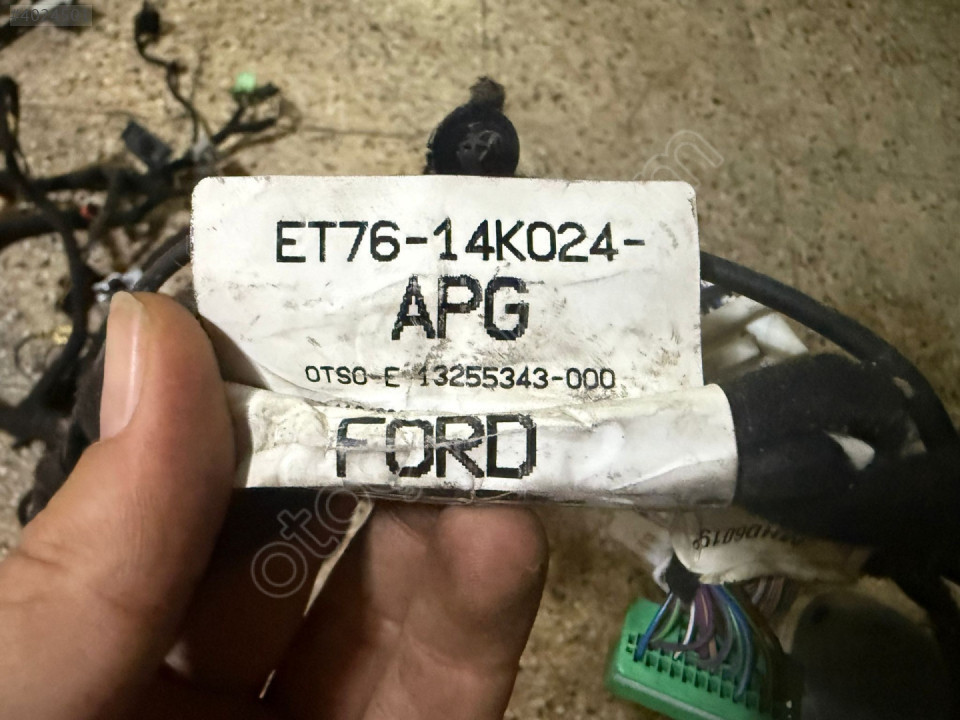 ET76-14K024-
APG
OTSO-E 13255343-000
FORD